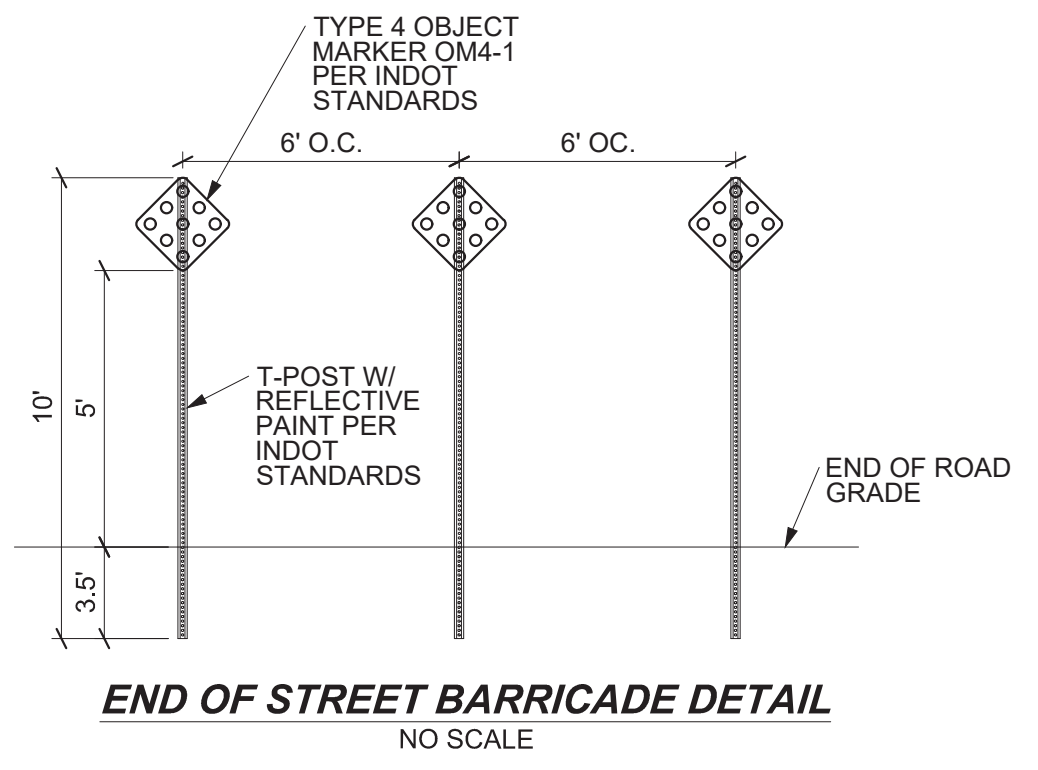 TYPE 4 OBJECT
MARKER OM4-1
PER INDOT
STANDARDS
6' O.C.
6' OC.
10'
5'
T-POST W/
REFLECTIVE
PAINT PER
INDOT
STANDARDS
END OF ROAD
GRADE
3.5'
END OF STREET BARRICADE DETAIL
NO SCALE